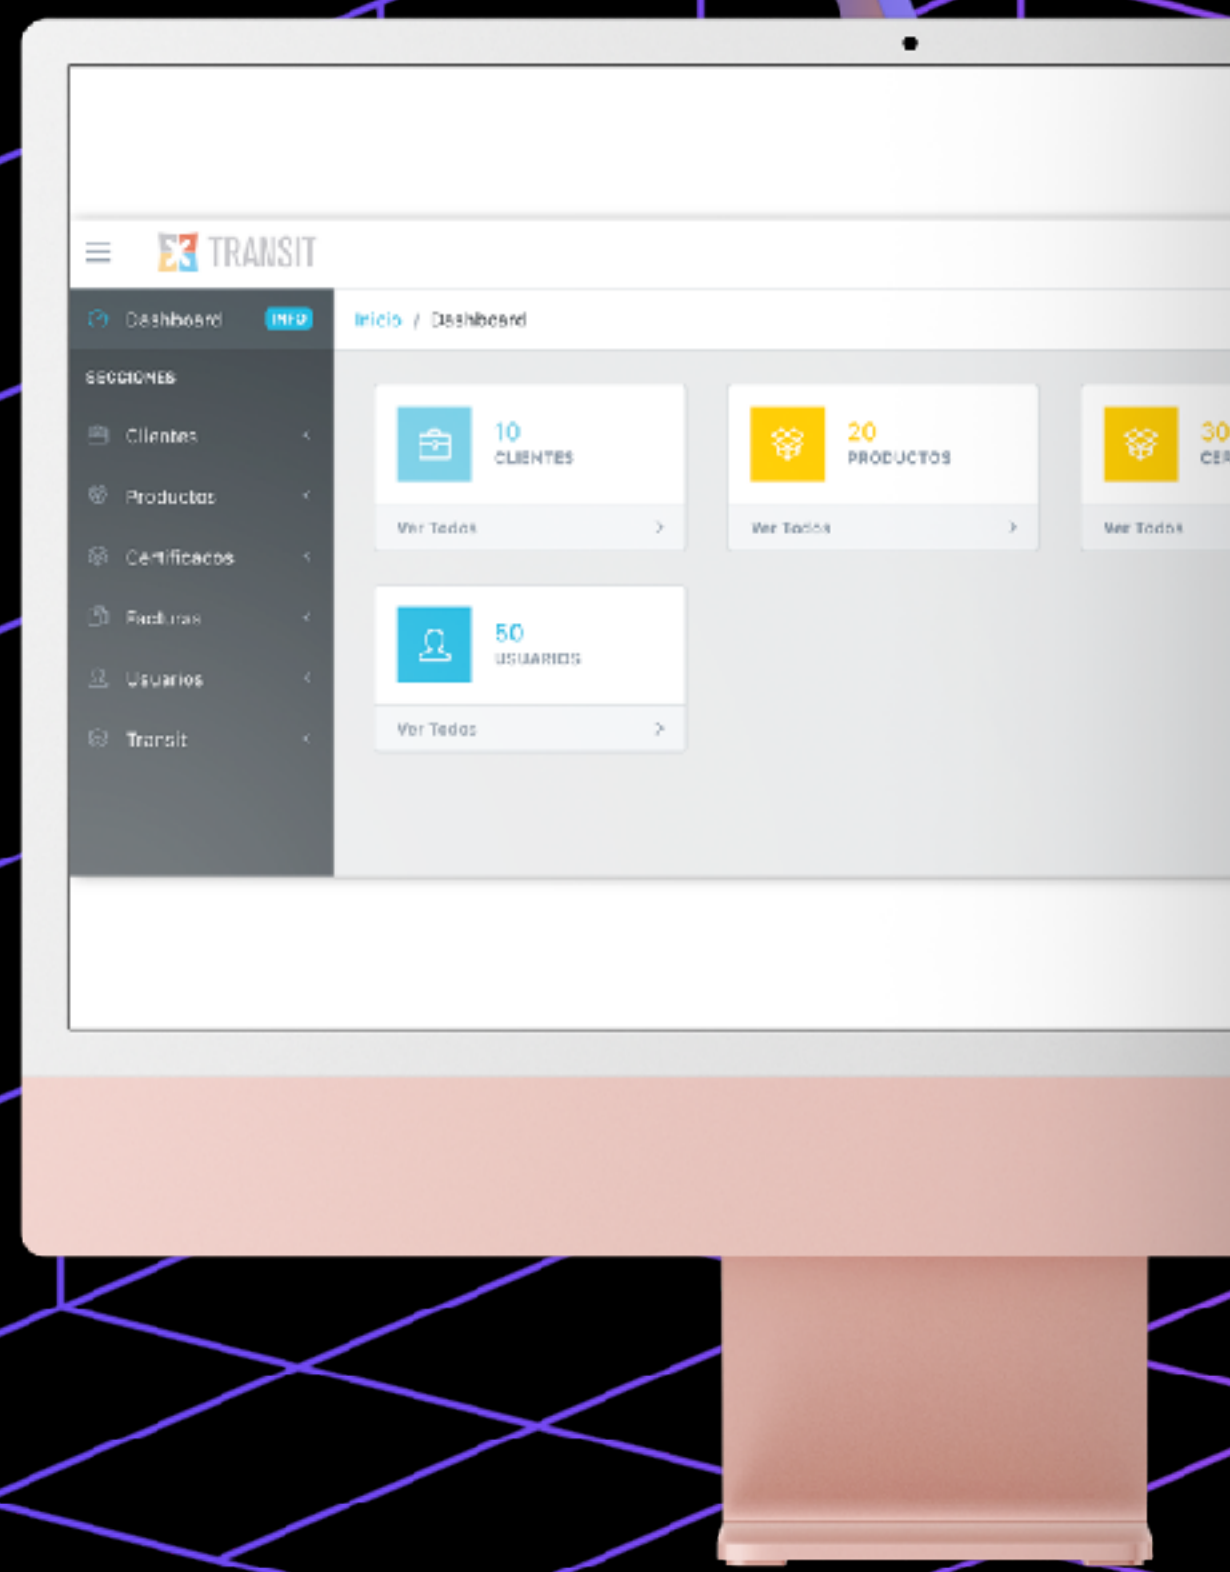 TRANSIT
Dashboard INFO
Inicio / Dashboard
SECCIONES
Clientes
Productos
Certificados
Facturas
Usuarios
Transit
10
CLIENTES
Ver Todos
20
PRODUCTOS
Ver Todos
30
CER
Ver Todos
50
USUARIOS
Ver Todos